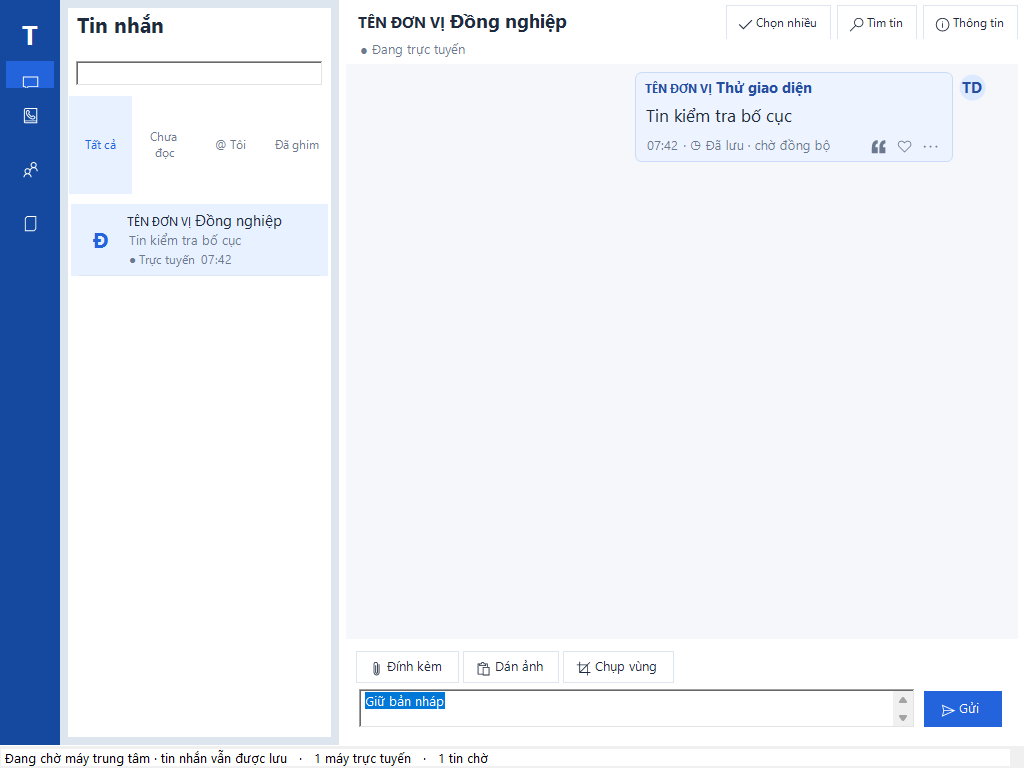 T
Tin nhắn
Tất cả
Chưa
đọc
@ Tôi
Đã ghim
Đ
TÊN ĐƠN VỊ Đồng nghiệp
Tin kiểm tra bố cục
● Trực tuyến 07:42
TÊN ĐƠN VỊ Đồng nghiệp
● Đang trực tuyến
Chọn nhiều
Tìm tin
Thông tin
TÊN ĐƠN VỊ Thử giao diện
TD
Tin kiểm tra bố cục
07:42 · ◷ Đã lưu · chờ đồng bộ
Đính kèm
Dán ảnh
Chụp vùng
Giữ bản nháp
Gửi
Đang chờ máy trung tâm · tin nhắn vẫn được lưu · 1 máy trực tuyến · 1 tin chờ